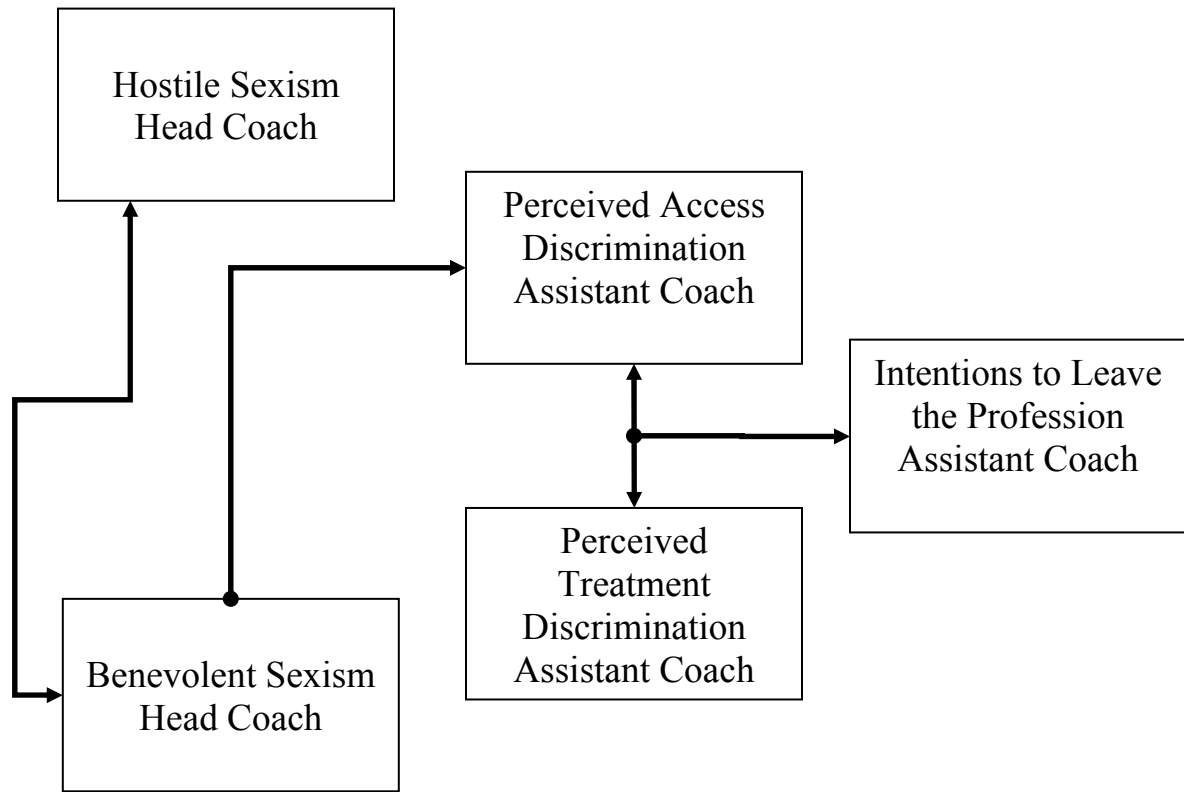 Hostile Sexism
Head Coach
Perceived Access
Discrimination
Assistant Coach
Intentions to Leave
the Profession
Assistant Coach
Perceived
Treatment
Discrimination
Assistant Coach
Benevolent Sexism
Head Coach